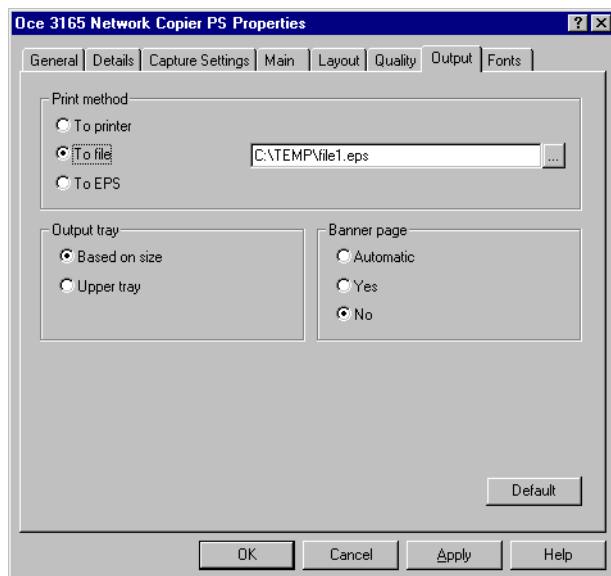 Oce 3165 Network Copier PS Properties
General Details Capture Settings Main Layout Quality Output Fonts
Print method
To printer
To file C:\TEMP\file1.eps ...
To EPS
Output tray
Based on size
Upper tray
Banner page
Automatic
Yes
No
Default
OK Cancel Apply Help